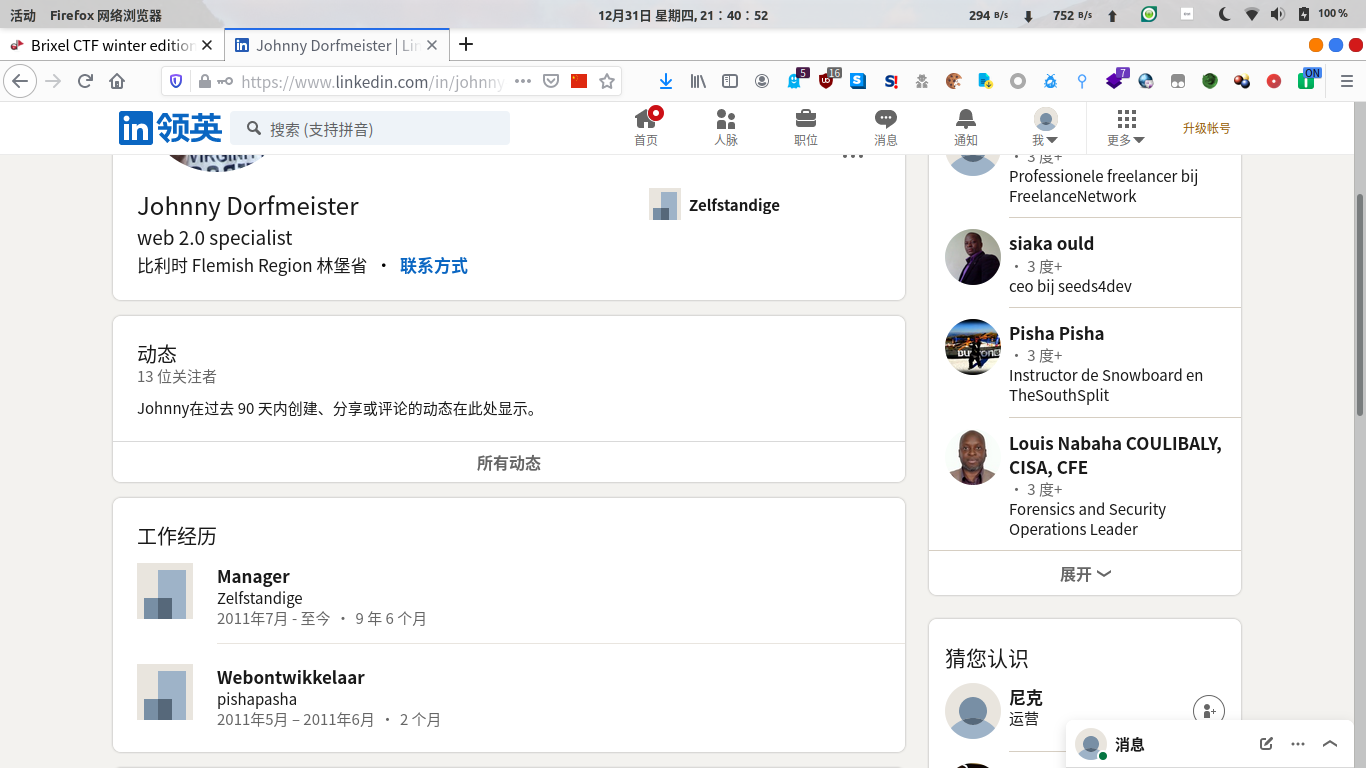 活动 Firefox 网络浏览器 12月31日 星期四, 21∶40∶52 294 B/s 752 B/s 100 %
Brixel CTF winter edition Johnny Dorfmeister | Lin
https://www.linkedin.com/in/johnny 5 16 7 ON
in 领英 搜索 (支持拼音) 首页 人脉 职位 消息 通知 我 更多 升级帐号
VIRGINIA
Johnny Dorfmeister
web 2.0 specialist
比利时 Flemish Region 林堡省 · 联系方式
Zelfstandige
动态
13 位关注者
Johnny在过去 90 天内创建、分享或评论的动态在此处显示。
所有动态
工作经历
Manager
Zelfstandige
2011年7月 - 至今 · 9 年 6 个月
Webontwikkelaar
pishapasha
2011年5月 – 2011年6月 · 2 个月
· 3 度+
Professionele freelancer bij
FreelanceNetwork
siaka ould
· 3 度+
ceo bij seeds4dev
Pisha Pisha
· 3 度+
Instructor de Snowboard en
TheSouthSplit
Louis Nabaha COULIBALY,
CISA, CFE
· 3 度+
Forensics and Security
Operations Leader
展开
猜您认识
尼克
运营
消息